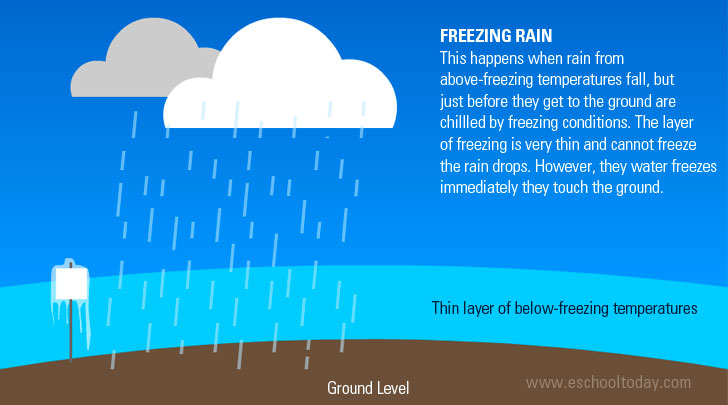 FREEZING RAIN
This happens when rain from
above-freezing temperatures fall, but
just before they get to the ground are
chillled by freezing conditions. The layer
of freezing is very thin and cannot freeze
the rain drops. However, they water freezes
immediately they touch the ground.
Thin layer of below-freezing temperatures
Ground Level
www.eschooltoday.com